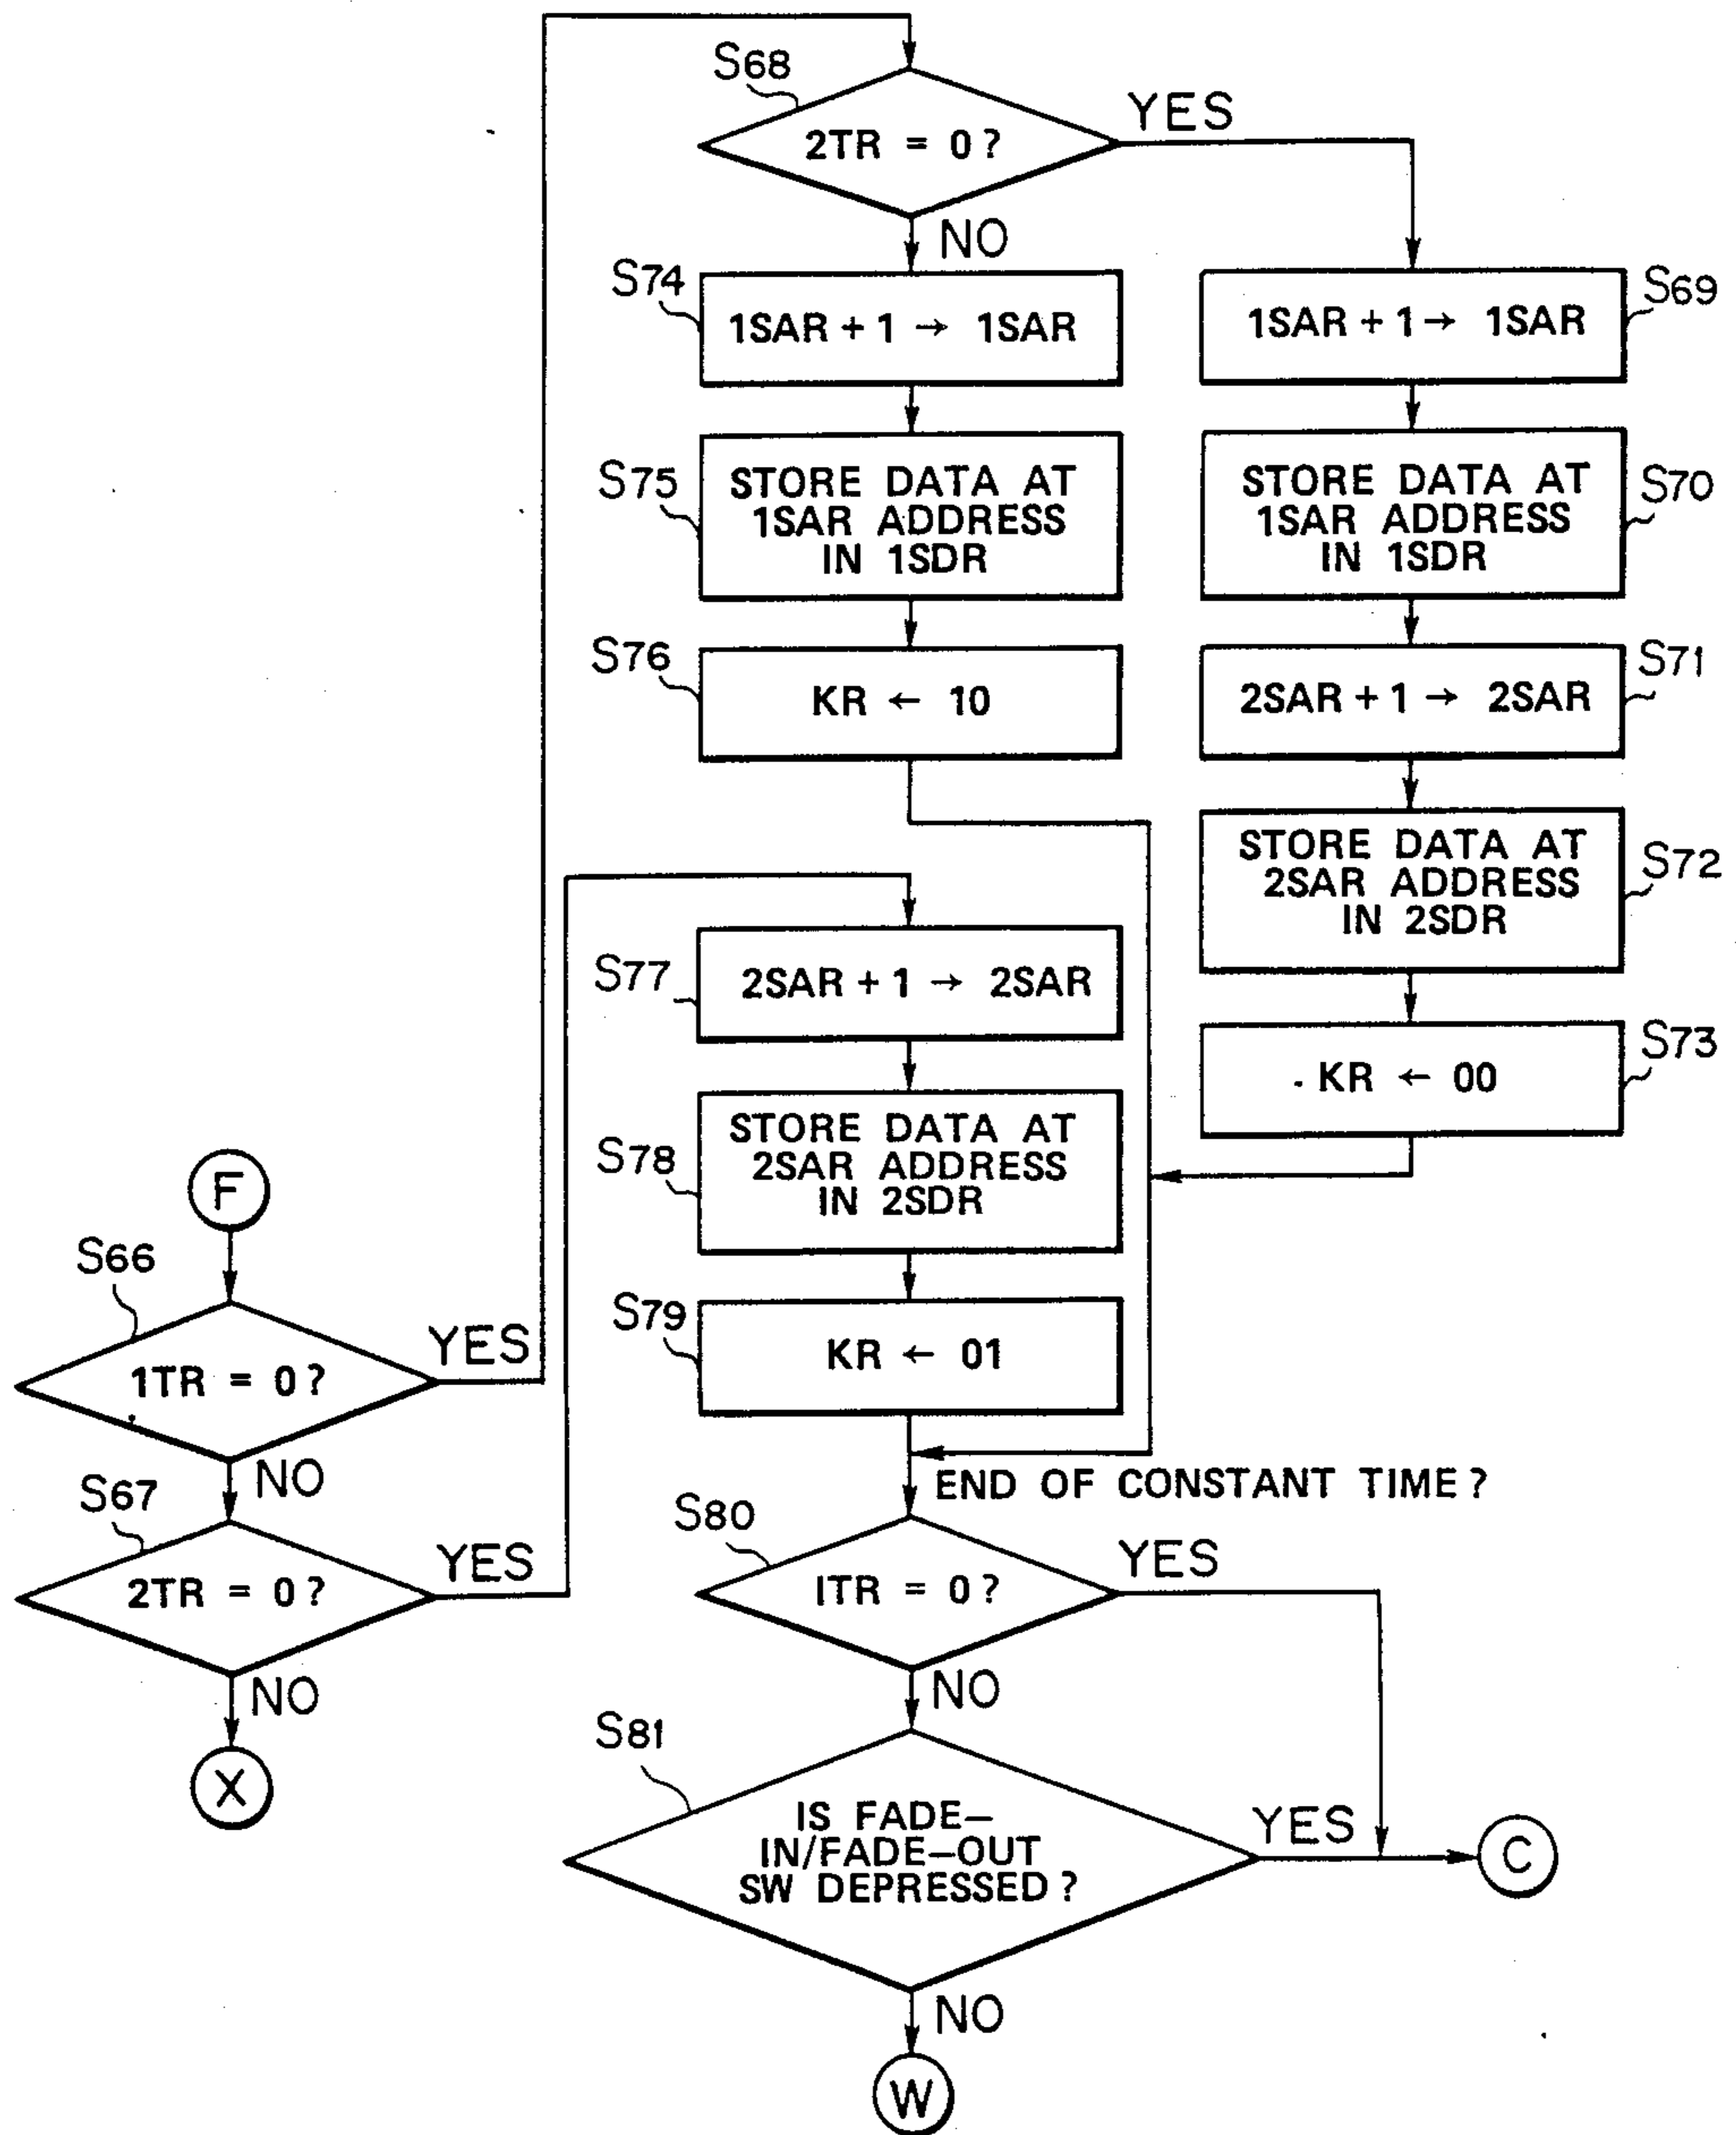 S68
2TR = 0?
YES
NO
S74
1SAR + 1 → 1SAR
S69
1SAR + 1 → 1SAR
S75
STORE DATA AT
1SAR ADDRESS
IN 1SDR
S70
STORE DATA AT
1SAR ADDRESS
IN 1SDR
S76
KR ← 10
S71
2SAR + 1 → 2SAR
S72
STORE DATA AT
2SAR ADDRESS
IN 2SDR
S77
2SAR + 1 → 2SAR
S73
KR ← 00
S78
STORE DATA AT
2SAR ADDRESS
IN 2SDR
F
S66
1TR = 0?
YES
NO
S79
KR ← 01
S67
2TR = 0?
YES
NO
X
END OF CONSTANT TIME?
S80
ITR = 0?
YES
NO
S81
IS FADE-
IN/FADE-OUT
SW DEPRESSED?
YES
C
NO
W